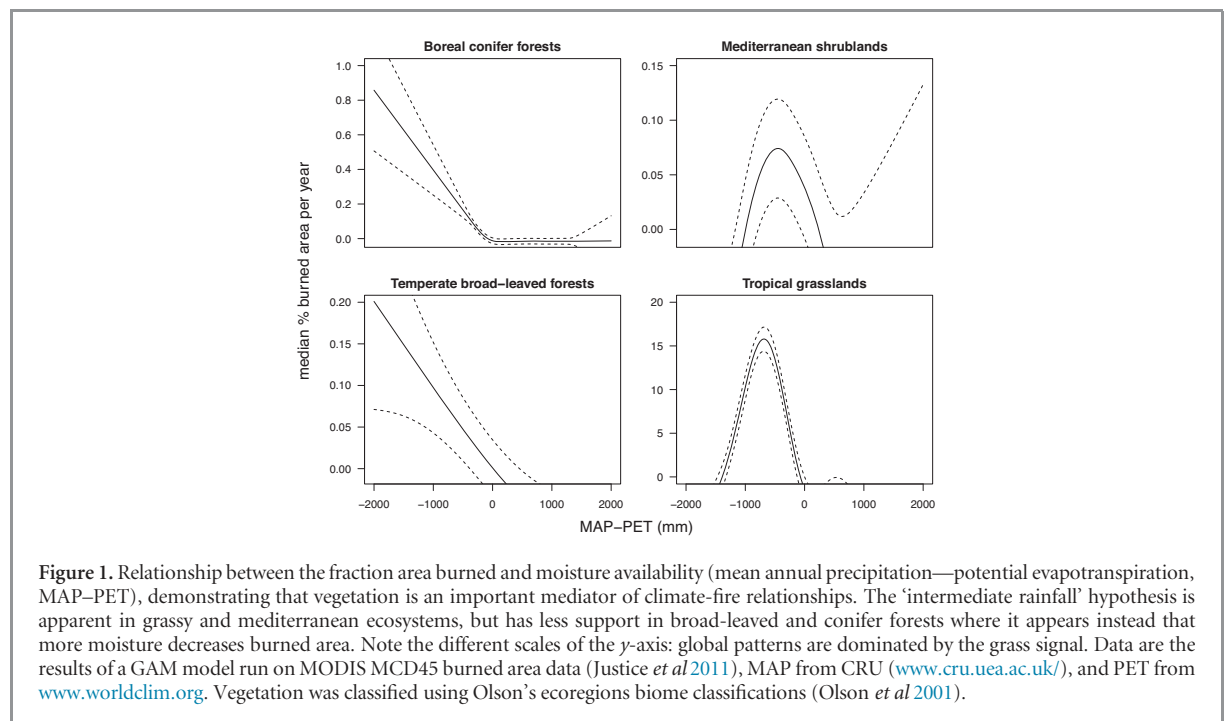 Boreal conifer forests
Mediterranean shrublands
1.0
0.8
0.6
0.4
0.2
0.0
0.15
0.10
0.05
0.00
median % burned area per year
Temperate broad−leaved forests
Tropical grasslands
0.20
0.15
0.10
0.05
0.00
20
15
10
5
0
−2000 −1000 0 1000 2000
−2000 −1000 0 1000 2000
MAP−PET (mm)
Figure 1. Relationship between the fraction area burned and moisture availability (mean annual precipitation—potential evapotranspiration,
MAP–PET), demonstrating that vegetation is an important mediator of climate-fire relationships. The ‘intermediate rainfall’ hypothesis is
apparent in grassy and mediterranean ecosystems, but has less support in broad-leaved and conifer forests where it appears instead that
more moisture decreases burned area. Note the different scales of the y-axis: global patterns are dominated by the grass signal. Data are the
results of a GAM model run on MODIS MCD45 burned area data (Justice et al 2011), MAP from CRU (www.cru.uea.ac.uk/), and PET from
www.worldclim.org. Vegetation was classified using Olson’s ecoregions biome classifications (Olson et al 2001).